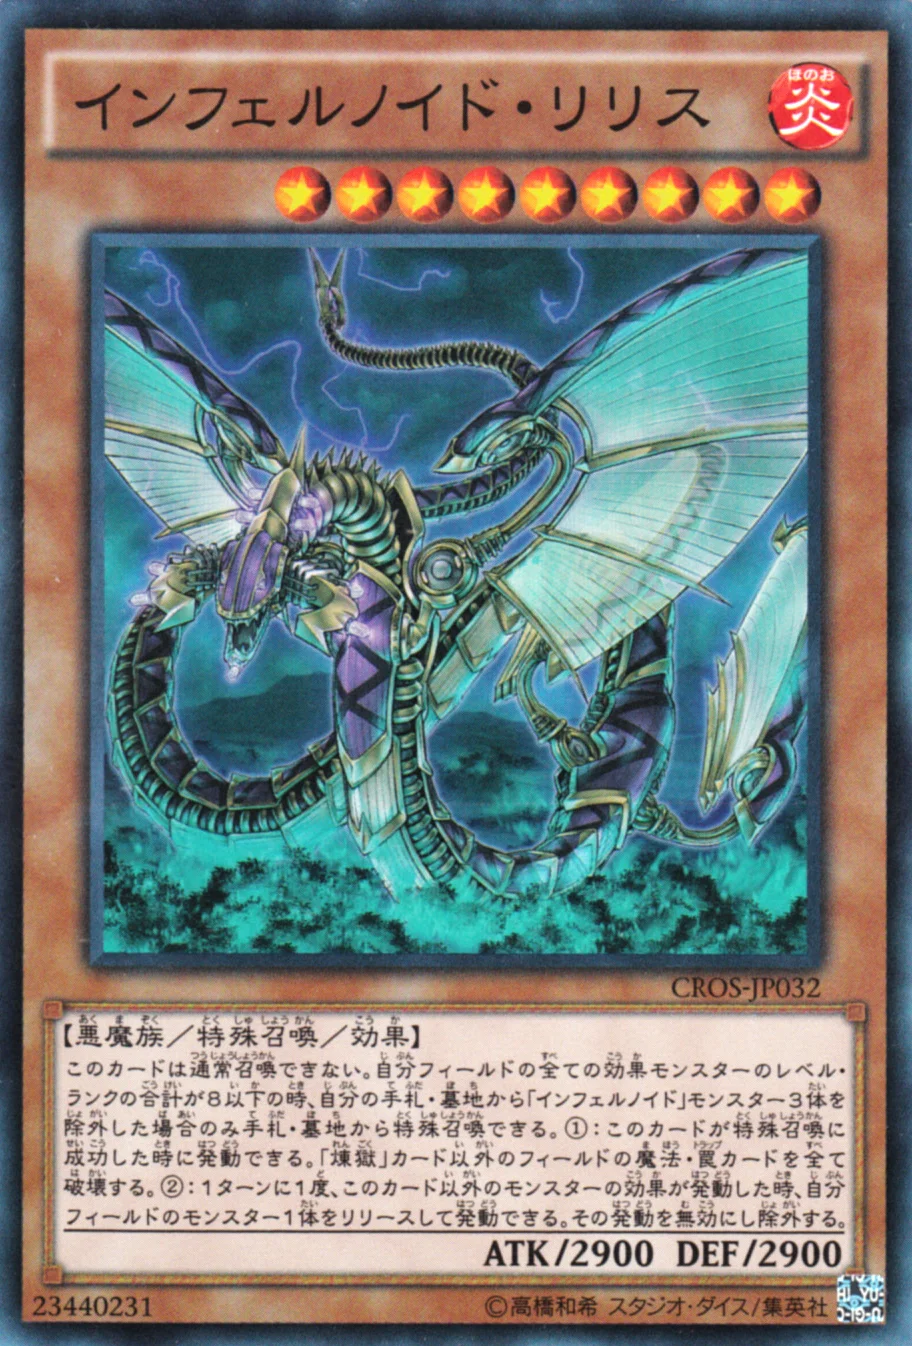 インフェルノイド・リリス
ほのお
炎
CROS-JP032
【悪魔族／特殊召喚／効果】
このカードは通常召喚できない。自分フィールドの全ての効果モンスターのレベル・
ランクの合計が８以下の時、自分の手札・墓地から「インフェルノイド」モンスター３体を
除外した場合のみ手札・墓地から特殊召喚できる。①：このカードが特殊召喚に
成功した時に発動できる。「煉獄」カード以外のフィールドの魔法・罠カードを全て
破壊する。②：１ターンに１度、このカード以外のモンスターの効果が発動した時、自分
フィールドのモンスター１体をリリースして発動できる。その発動を無効にし除外する。
ATK/2900 DEF/2900
23440231
©高橋和希 スタジオ・ダイス/集英社